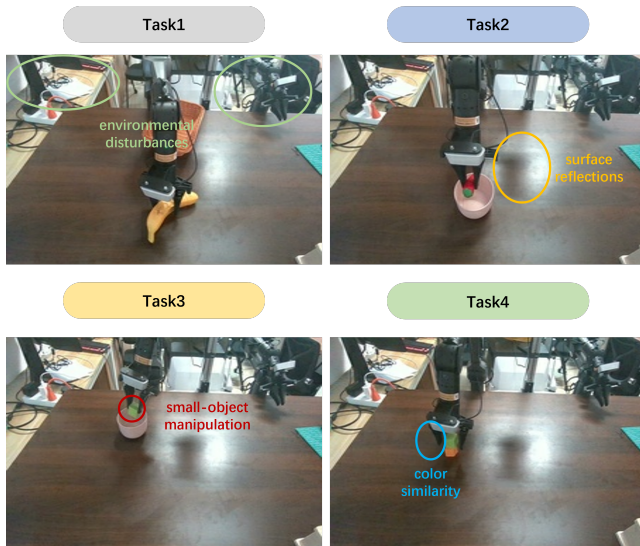 Task1
Task2
environmental
disturbances
surface
reflections
Task3
Task4
small-object
manipulation
color
similarity